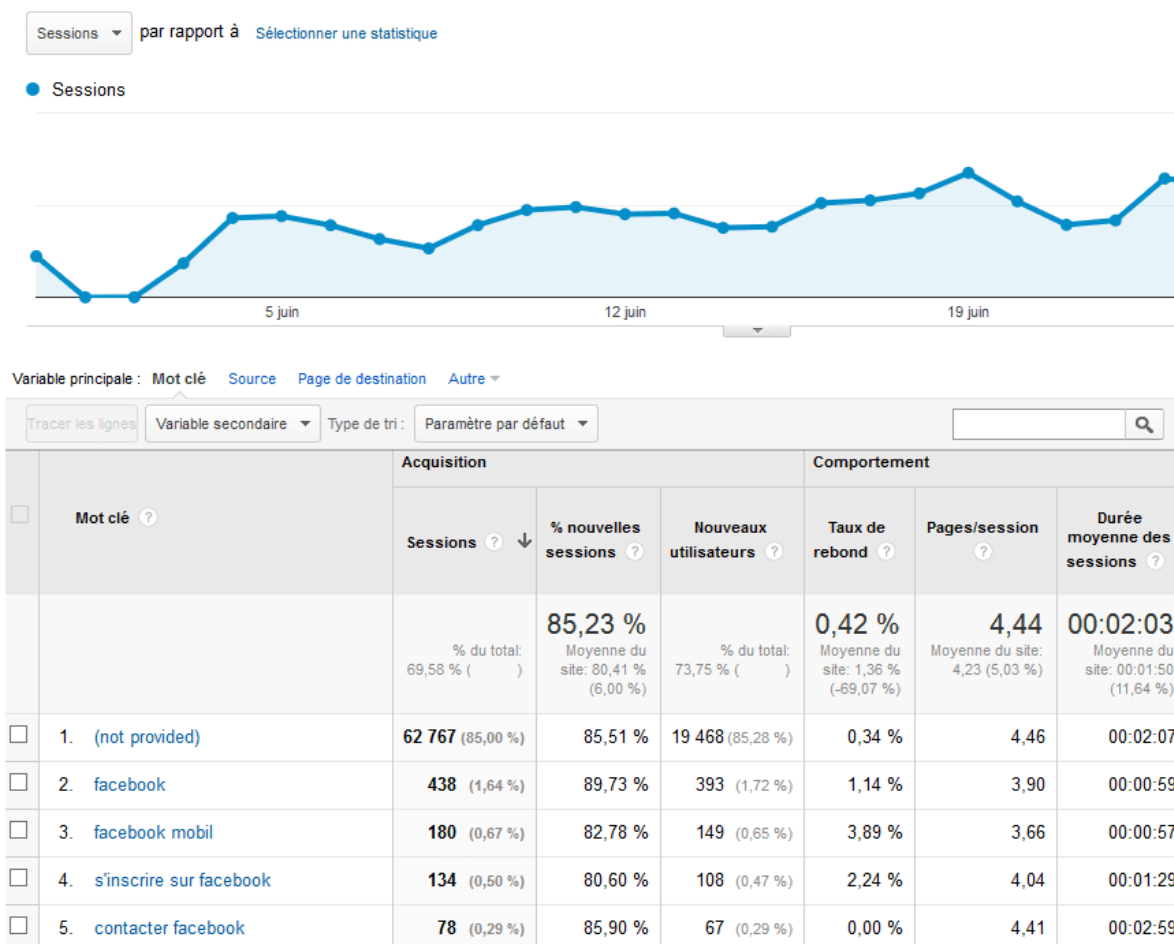 Sessions par rapport à Sélectionner une statistique
Sessions
5 juin 12 juin 19 juin
Variable principale : Mot clé Source Page de destination Autre
Tracer les lignes Variable secondaire Type de tri : Paramètre par défaut
Acquisition Comportement
Mot clé ? Sessions ? % nouvelles sessions ? Nouveaux utilisateurs ? Taux de rebond ? Pages/session ? Durée moyenne des sessions ?
85,23 % 0,42 % 4,44 00:02:03
% du total: Moyenne du % du total: Moyenne du Moyenne du site: Moyenne du
69,58 % ( ) site: 80,41 % 73,75 % ( ) site: 1,36 % 4,23 (5,03 %) site: 00:01:50
(6,00 %) (-69,07 %) (11,64 %)
1. (not provided) 62 767 (85,00 %) 85,51 % 19 468 (85,28 %) 0,34 % 4,46 00:02:07
2. facebook 438 (1,64 %) 89,73 % 393 (1,72 %) 1,14 % 3,90 00:00:59
3. facebook mobil 180 (0,67 %) 82,78 % 149 (0,65 %) 3,89 % 3,66 00:00:57
4. s'inscrire sur facebook 134 (0,50 %) 80,60 % 108 (0,47 %) 2,24 % 4,04 00:01:29
5. contacter facebook 78 (0,29 %) 85,90 % 67 (0,29 %) 0,00 % 4,41 00:02:59